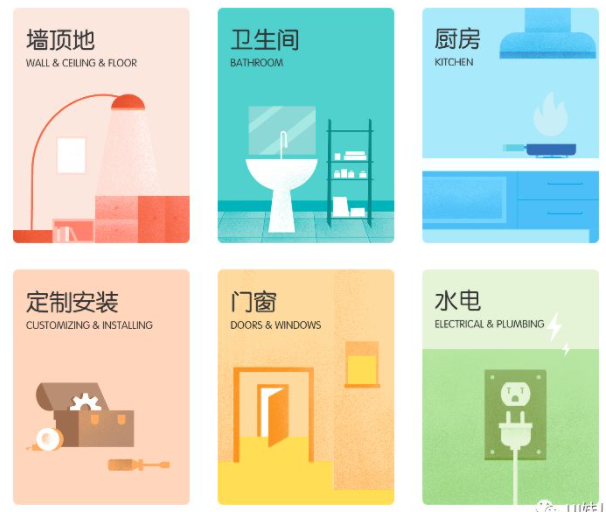 墙顶地
WALL & CEILING & FLOOR
卫生间
BATHROOM
厨房
KITCHEN
定制安装
CUSTOMIZING & INSTALLING
门窗
DOORS & WINDOWS
水电
ELECTRICAL & PLUMBING